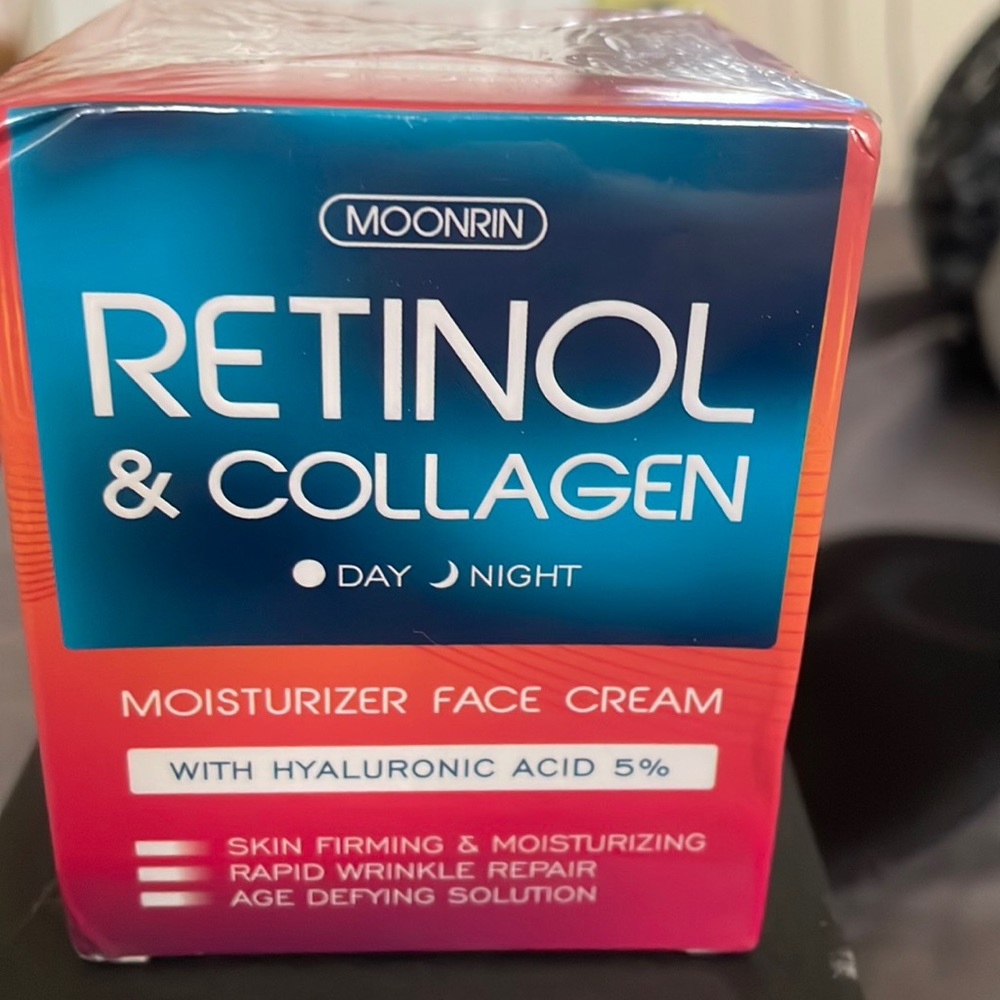 MOONRIN
RETINOL
& COLLAGEN
DAY NIGHT
MOISTURIZER FACE CREAM
WITH HYALURONIC ACID 5%
SKIN FIRMING & MOISTURIZING
RAPID WRINKLE REPAIR
AGE DEFYING SOLUTION